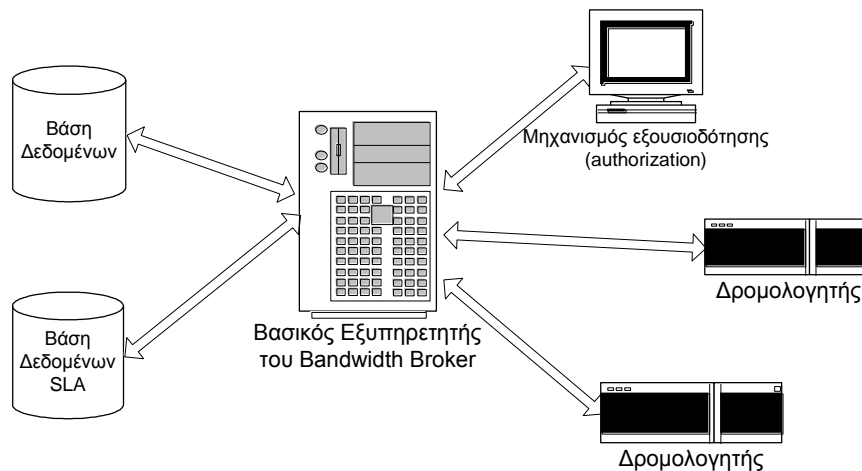 Βάση
Δεδομένων
Μηχανισμός εξουσιοδότησης
(authorization)
Δρομολογητής
Βασικός Εξυπηρετητής
του Bandwidth Broker
Βάση
Δεδομένων
SLA
Δρομολογητής